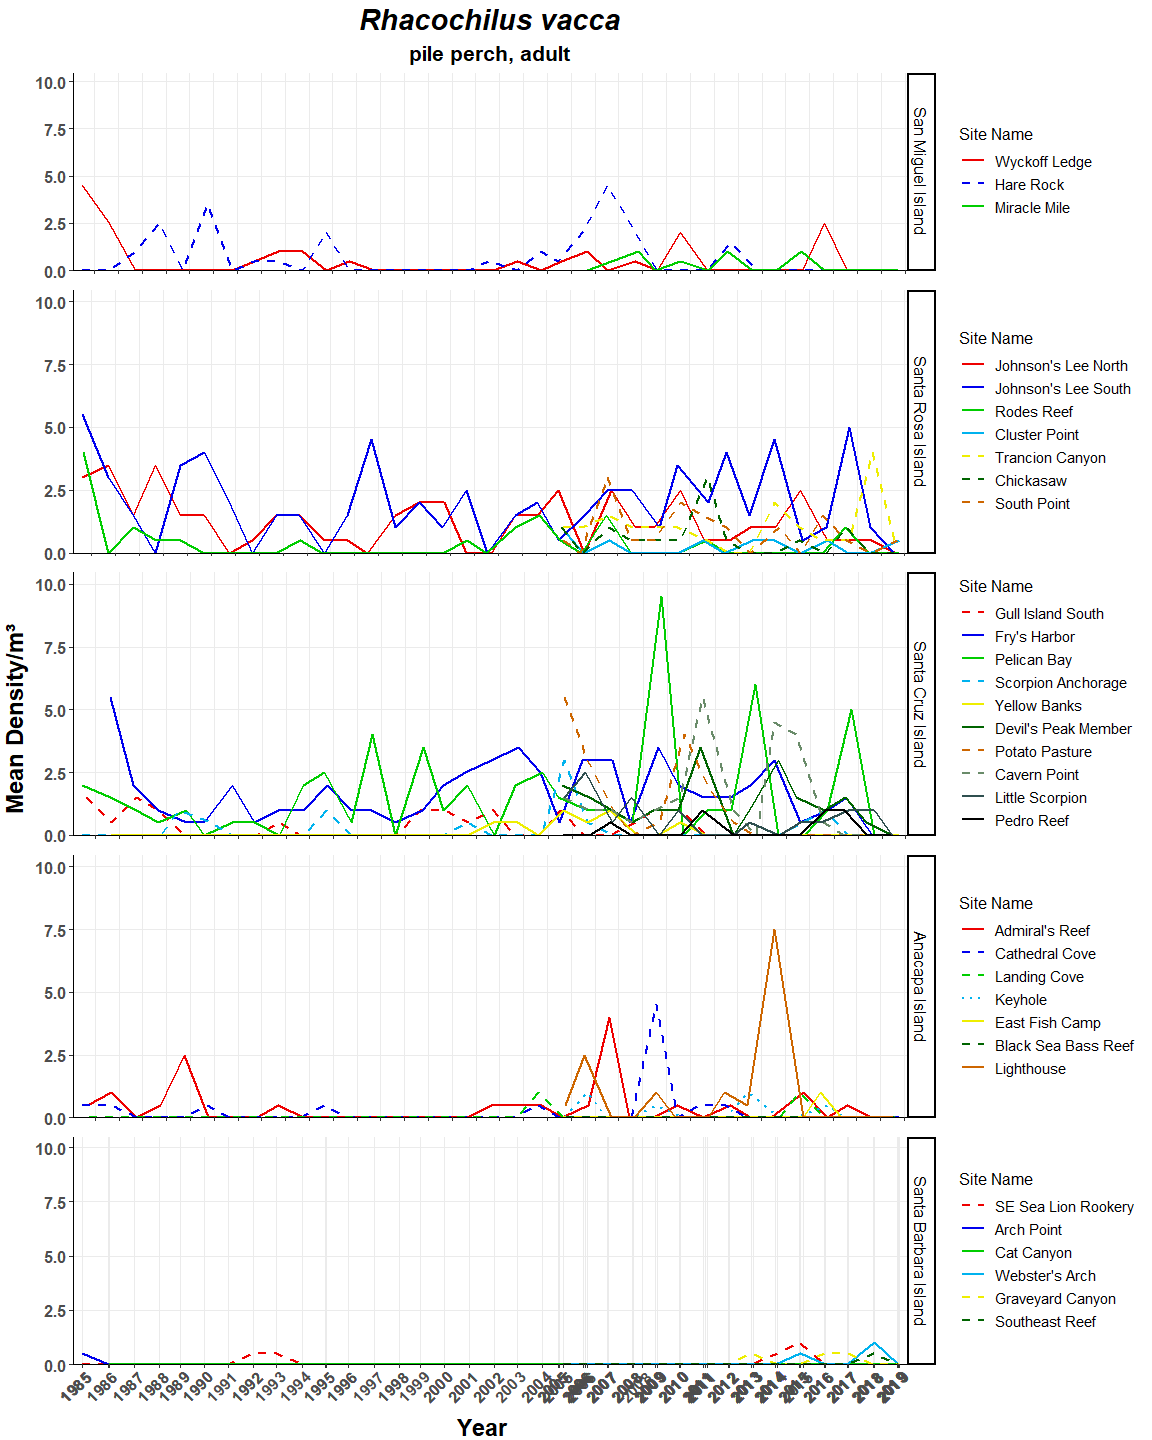 Rhacochilus vacca
pile perch, adult
Mean Density/m³
10.0
7.5
5.0
2.5
0.0
San Miguel Island
Site Name
Wyckoff Ledge
Hare Rock
Miracle Mile
10.0
7.5
5.0
2.5
0.0
Santa Rosa Island
Site Name
Johnson's Lee North
Johnson's Lee South
Rodes Reef
Cluster Point
Trancion Canyon
Chickasaw
South Point
10.0
7.5
5.0
2.5
0.0
Santa Cruz Island
Site Name
Gull Island South
Fry's Harbor
Pelican Bay
Scorpion Anchorage
Yellow Banks
Devil's Peak Member
Potato Pasture
Cavern Point
Little Scorpion
Pedro Reef
10.0
7.5
5.0
2.5
0.0
Anacapa Island
Site Name
Admiral's Reef
Cathedral Cove
Landing Cove
Keyhole
East Fish Camp
Black Sea Bass Reef
Lighthouse
10.0
7.5
5.0
2.5
0.0
Santa Barbara Island
Site Name
SE Sea Lion Rookery
Arch Point
Cat Canyon
Webster's Arch
Graveyard Canyon
Southeast Reef
1985 1986 1987 1988 1989 1990 1991 1992 1993 1994 1995 1996 1997 1998 1999 2000 2001 2002 2003 2004 2005 2006 2007 2008 2009 2010 2011 2012 2013 2014 2015 2016 2017 2018 2019
Year